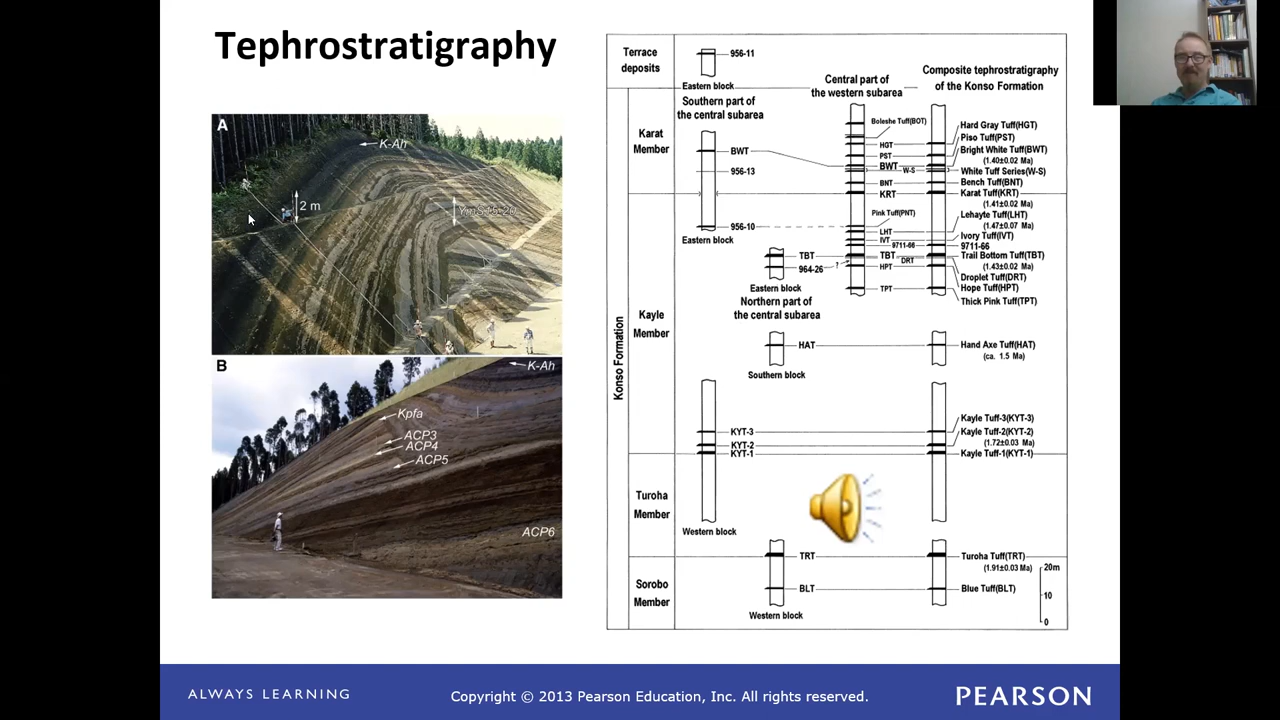 Tephrostratigraphy
A
K-Ah
2 m
B
K-Ah
Kpfa
ACP3
ACP4
ACP5
ACP6
Terrace
deposits
956-11
Eastern block
Southern part of
the central subarea
Central part of
the western subarea
Composite tephrostratigraphy
of the Konso Formation
Konso Formation
Karat
Member
BWT
956-13
956-10
Eastern block
Boleshe Tuff(BOT)
HGT
PST
BWT
W-S
BNT
KRT
Pink Tuff(PNT)
LHT
IVT
9711-66
TBT
DRT
HPT
TPT
Hard Gray Tuff(HGT)
Piso Tuff(PST)
Bright White Tuff(BWT)
(1.40±0.02 Ma)
White Tuff Series(W-S)
Bench Tuff(BNT)
Karat Tuff(KRT)
(1.41±0.02 Ma)
Lehayte Tuff(LHT)
(1.47±0.07 Ma)
Ivory Tuff(IVT)
9711-66
Trail Bottom Tuff(TBT)
(1.43±0.02 Ma)
Droplet Tuff(DRT)
Hope Tuff(HPT)
Thick Pink Tuff(TPT)
Kayle
Member
TBT
964-26
?
Eastern block
Northern part of
the central subarea
HAT
Southern block
Hand Axe Tuff(HAT)
(ca. 1.5 Ma)
KYT-3
KYT-2
KYT-1
Kayle Tuff-3(KYT-3)
Kayle Tuff-2(KYT-2)
(1.72±0.03 Ma)
Kayle Tuff-1(KYT-1)
Turoha
Member
Western block
TRT
Turoha Tuff(TRT)
(1.91±0.03 Ma)
Sorobo
Member
BLT
Blue Tuff(BLT)
Western block
20m
10
0
ALWAYS LEARNING
Copyright © 2013 Pearson Education, Inc. All rights reserved.
PEARSON